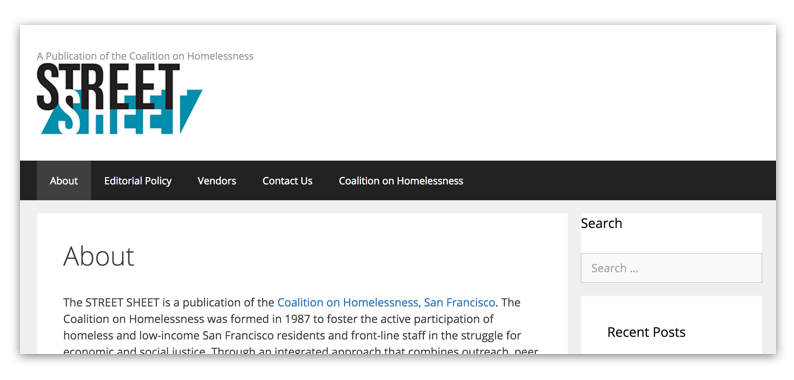 A Publication of the Coalition on Homelessness
STREET
SHEET
About Editorial Policy Vendors Contact Us Coalition on Homelessness
About
The STREET SHEET is a publication of the Coalition on Homelessness, San Francisco. The
Coalition on Homelessness was formed in 1987 to foster the active participation of
homeless and low-income San Francisco residents and front-line staff in the struggle for
economic and social justice. Through an integrated approach that combines outreach, peer
Search
Search ...
Recent Posts